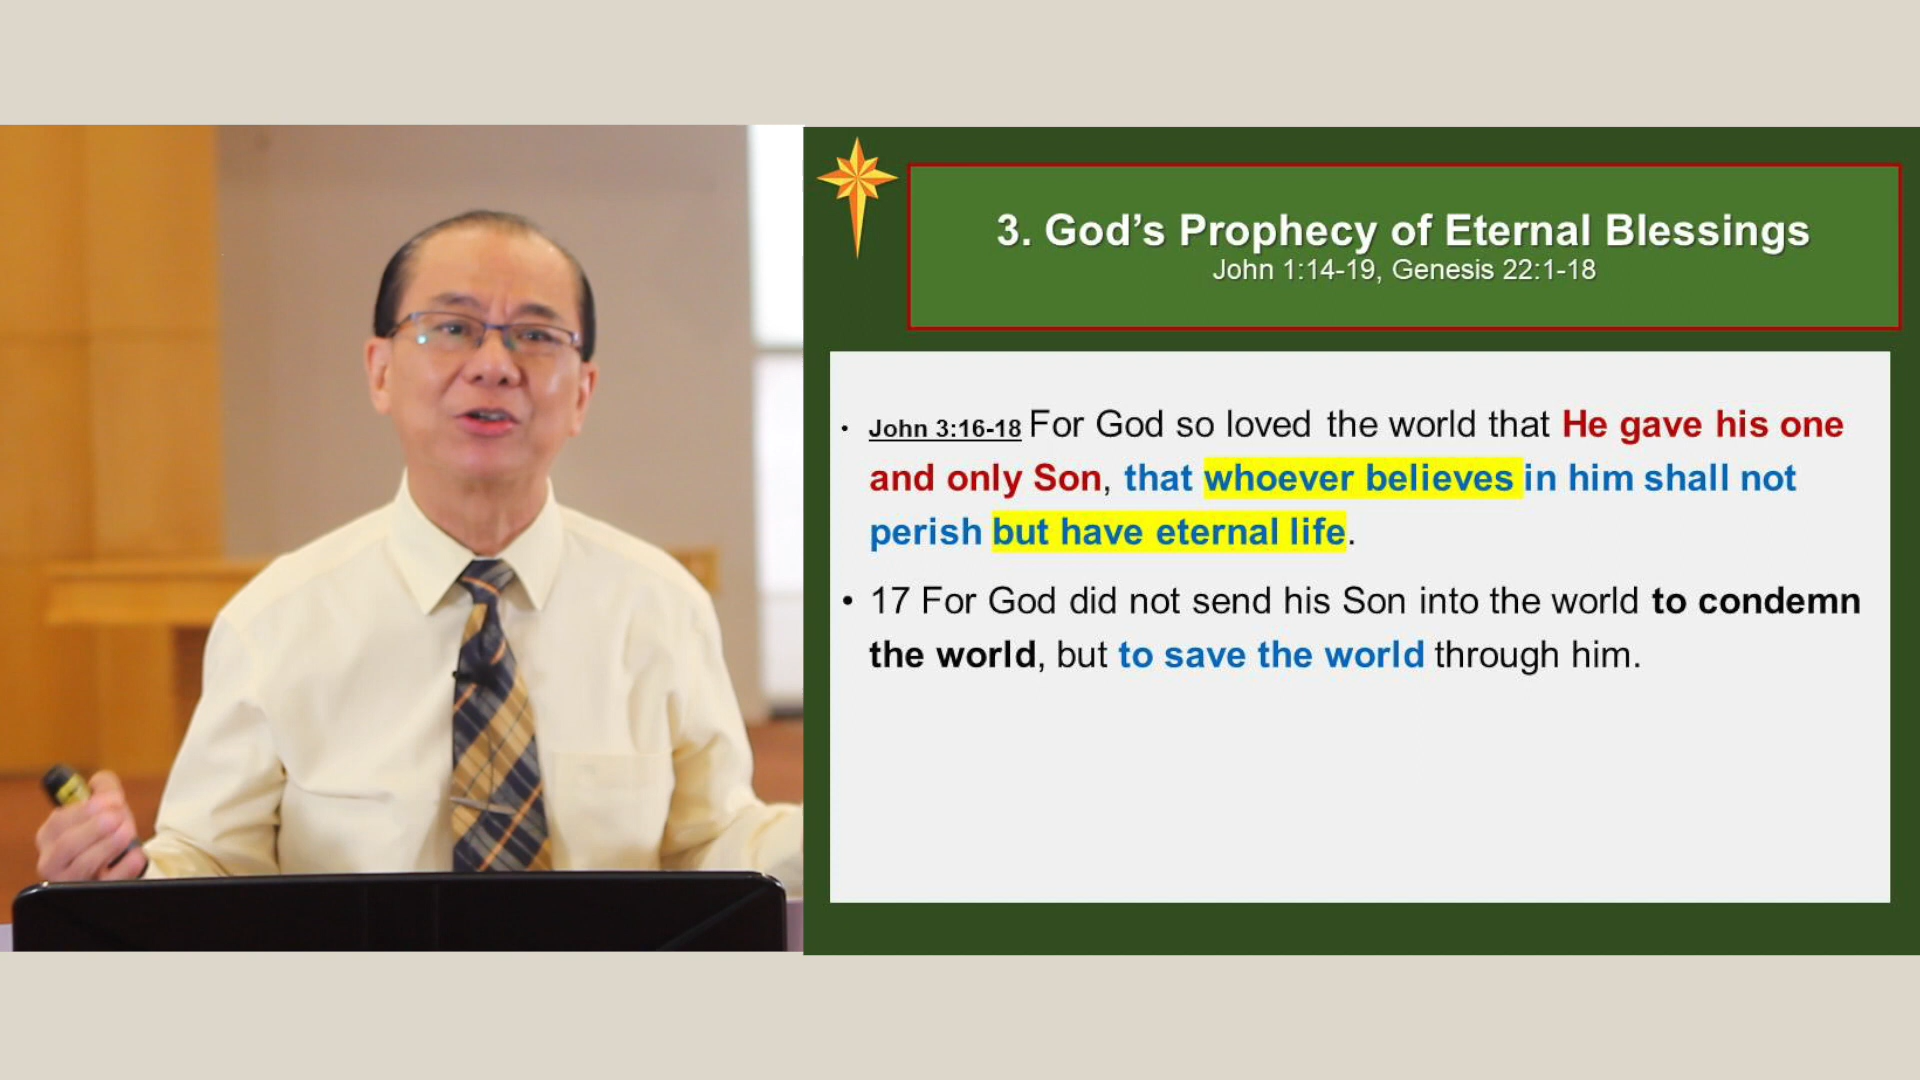 3. God’s Prophecy of Eternal Blessings
John 1:14-19, Genesis 22:1-18
• John 3:16-18 For God so loved the world that He gave his one
and only Son, that whoever believes in him shall not
perish but have eternal life.
• 17 For God did not send his Son into the world to condemn
the world, but to save the world through him.